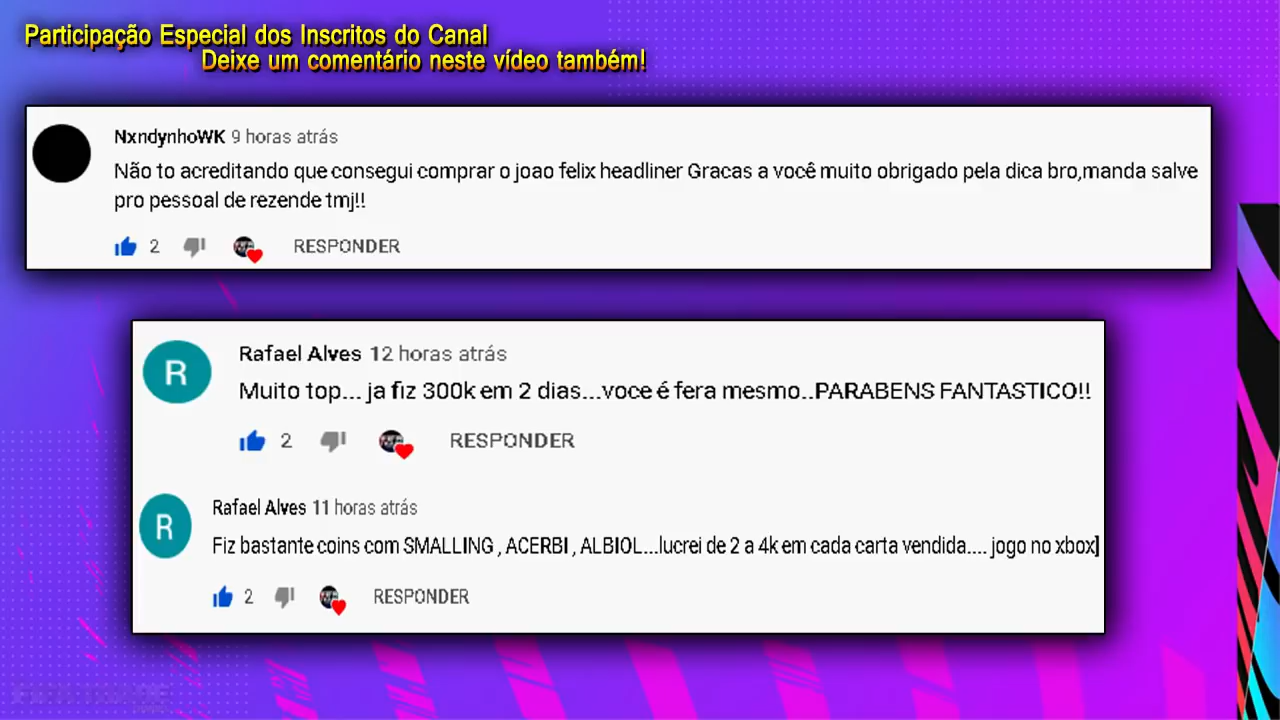 Participação Especial dos Inscritos do Canal
Deixe um comentário neste vídeo também!
NxndynhoWK 9 horas atrás
Não to acreditando que consegui comprar o joao felix headliner Gracas a você muito obrigado pela dica bro,manda salve
pro pessoal de rezende tmj!!
2 RESPONDER
R
Rafael Alves 12 horas atrás
Muito top... ja fiz 300k em 2 dias...voce é fera mesmo..PARABENS FANTASTICO!!
2 RESPONDER
R
Rafael Alves 11 horas atrás
Fiz bastante coins com SMALLING , ACERBI , ALBIOL...lucrei de 2 a 4k em cada carta vendida.... jogo no xbox]
2 RESPONDER